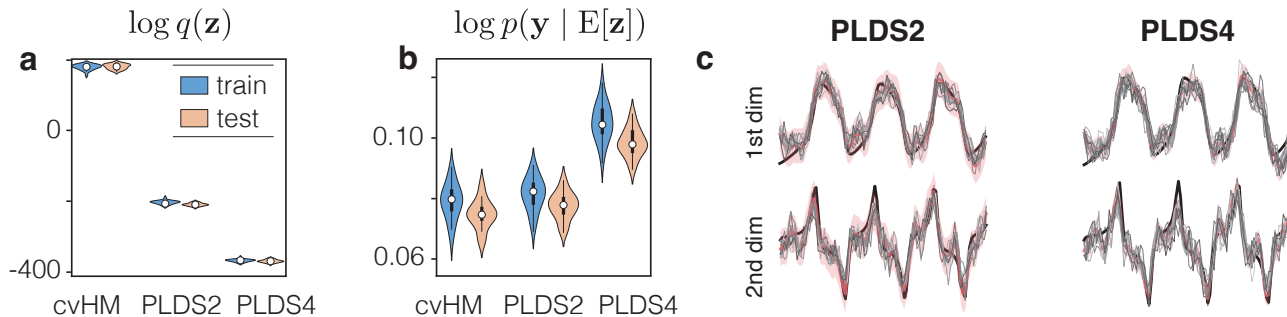 log q(z)
a
train
test
0
-400
cvHM PLDS2 PLDS4
log p(y | E[z])
b
0.10
0.06
cvHM PLDS2 PLDS4
c
PLDS2 PLDS4
1st dim
2nd dim